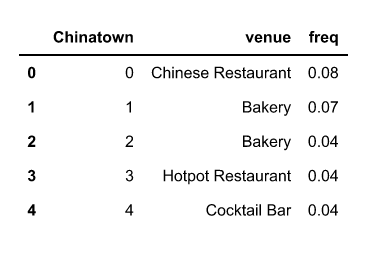 Chinatown venue freq
0 0 Chinese Restaurant 0.08
1 1 Bakery 0.07
2 2 Bakery 0.04
3 3 Hotpot Restaurant 0.04
4 4 Cocktail Bar 0.04